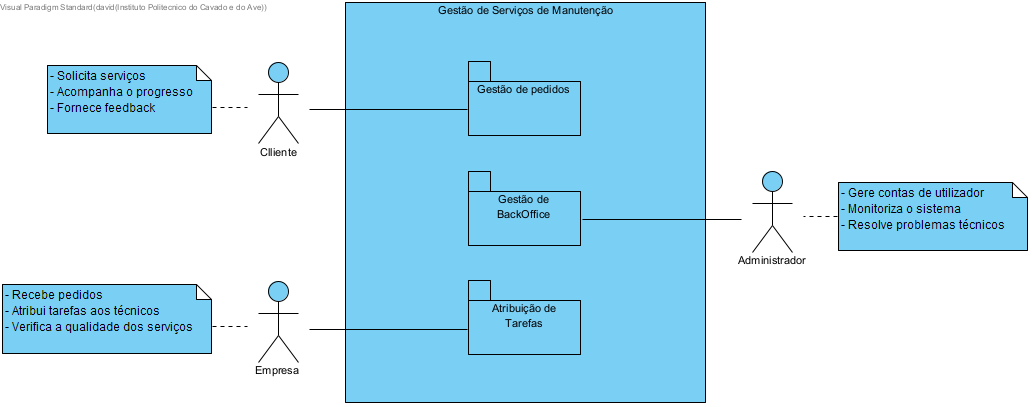 Visual Paradigm Standard(david(Instituto Politecnico do Cavado e do Ave))
Gestão de Serviços de Manutenção
- Solicita serviços
- Acompanha o progresso
- Fornece feedback
Clliente
Gestão de pedidos
Gestão de
BackOffice
- Gere contas de utilizador
- Monitoriza o sistema
- Resolve problemas técnicos
Administrador
- Recebe pedidos
- Atribui tarefas aos técnicos
- Verifica a qualidade dos serviços
Empresa
Atribuição de
Tarefas